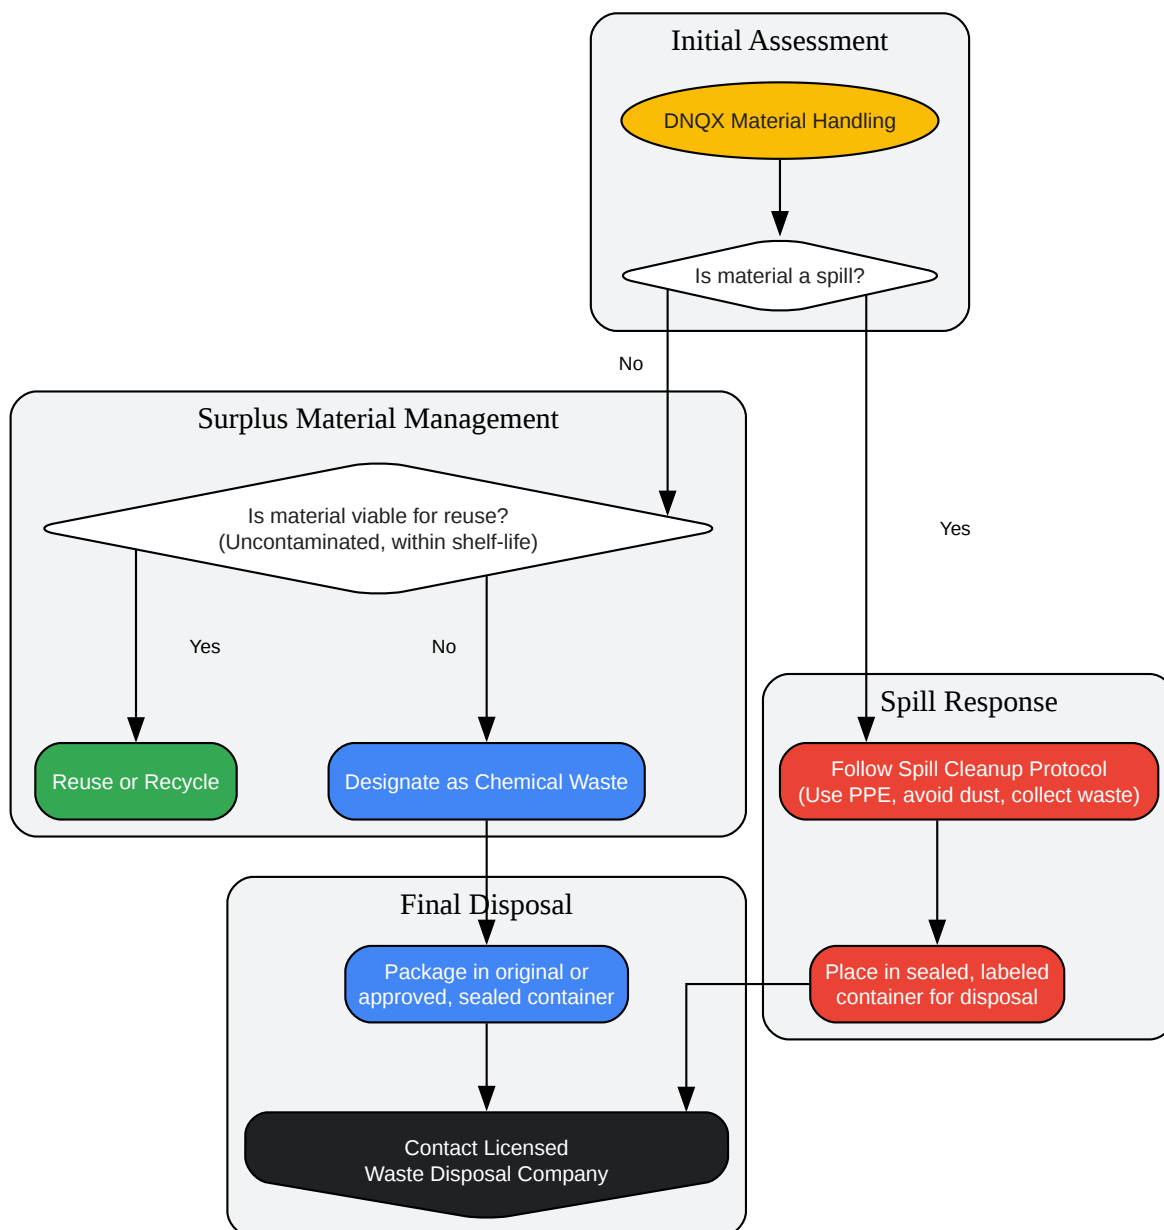 Initial Assessment
DNQX Material Handling
Is material a spill?
No
Surplus Material Management
Is material viable for reuse?
(Uncontaminated, within shelf-life)
Yes
Yes
No
Spill Response
Reuse or Recycle
Designate as Chemical Waste
Follow Spill Cleanup Protocol
(Use PPE, avoid dust, collect waste)
Final Disposal
Package in original or
approved, sealed container
Place in sealed, labeled
container for disposal
Contact Licensed
Waste Disposal Company